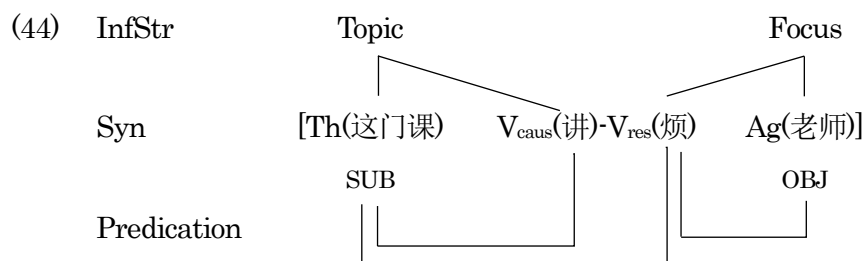 (44) InfStr Topic Focus
Syn [Th(这门课) Vcaus(讲)-Vres(烦) Ag(老师)]
SUB OBJ
Predication